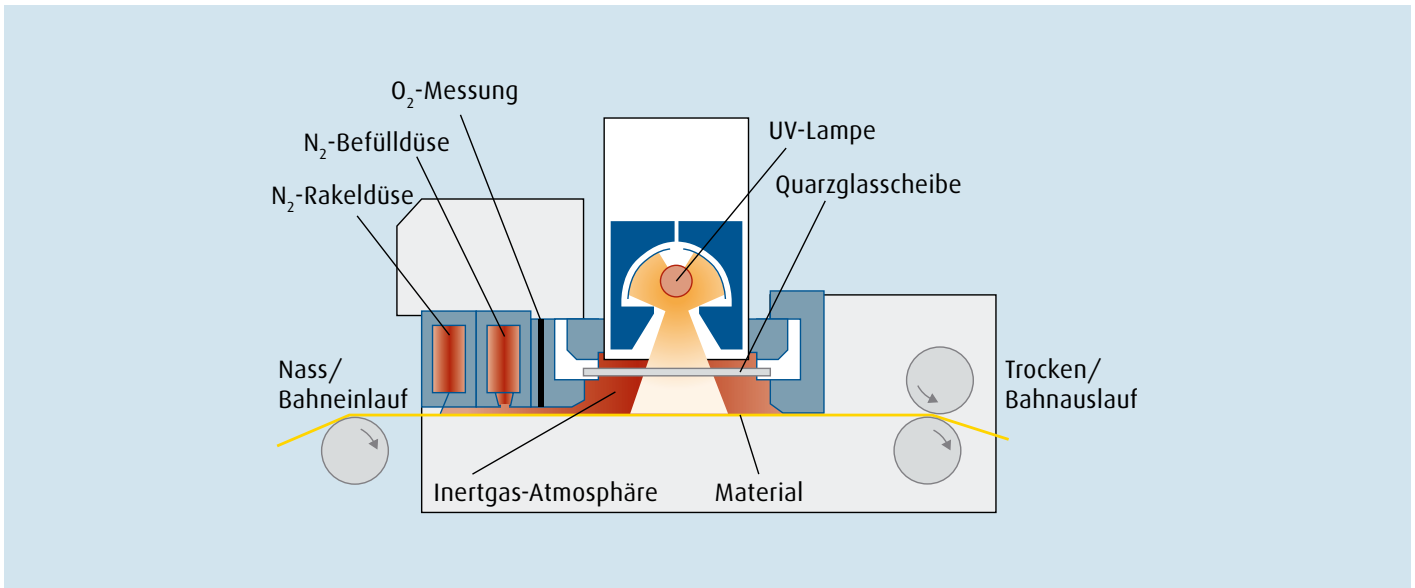 O₂-Messung
N₂-Befülldüse
N₂-Rakeldüse
UV-Lampe
Quarzglasscheibe
Nass/
Bahneinlauf
Trocken/
Bahnauslauf
Inertgas-Atmosphäre
Material